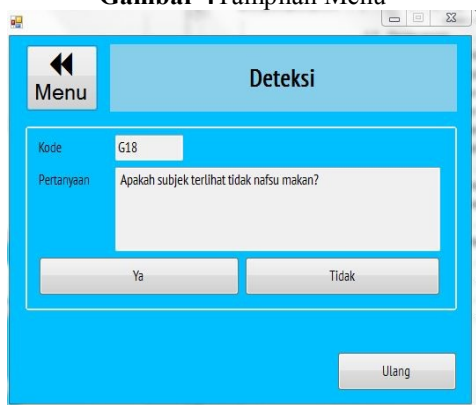 Gambar 4 Tampilan Menu
Menu
Deteksi
Kode
G18
Pertanyaan
Apakah subjek terlihat tidak nafsu makan?
Ya
Tidak
Ulang